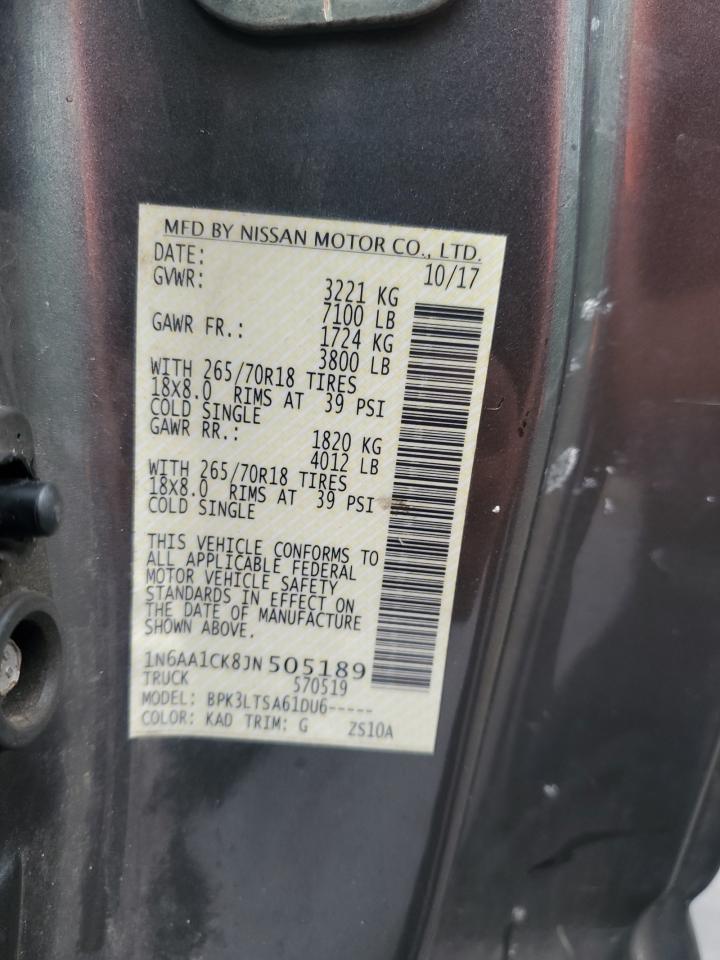 MFD BY NISSAN MOTOR CO., LTD.
DATE: 10/17
GVWR: 3221 KG
7100 LB
GAWR FR.: 1724 KG
3800 LB
WITH 265/70R18 TIRES
18X8.0 RIMS AT 39 PSI
COLD SINGLE
GAWR RR.: 1820 KG
4012 LB
WITH 265/70R18 TIRES
18X8.0 RIMS AT 39 PSI
COLD SINGLE
THIS VEHICLE CONFORMS TO
ALL APPLICABLE FEDERAL
MOTOR VEHICLE SAFETY
STANDARDS IN EFFECT ON
THE DATE OF MANUFACTURE
SHOWN ABOVE.
1N6AA1CK8JN505189
TRUCK 570519
MODEL: BPK3LTSA61DU6-----
COLOR: KAD TRIM: G ZS10A